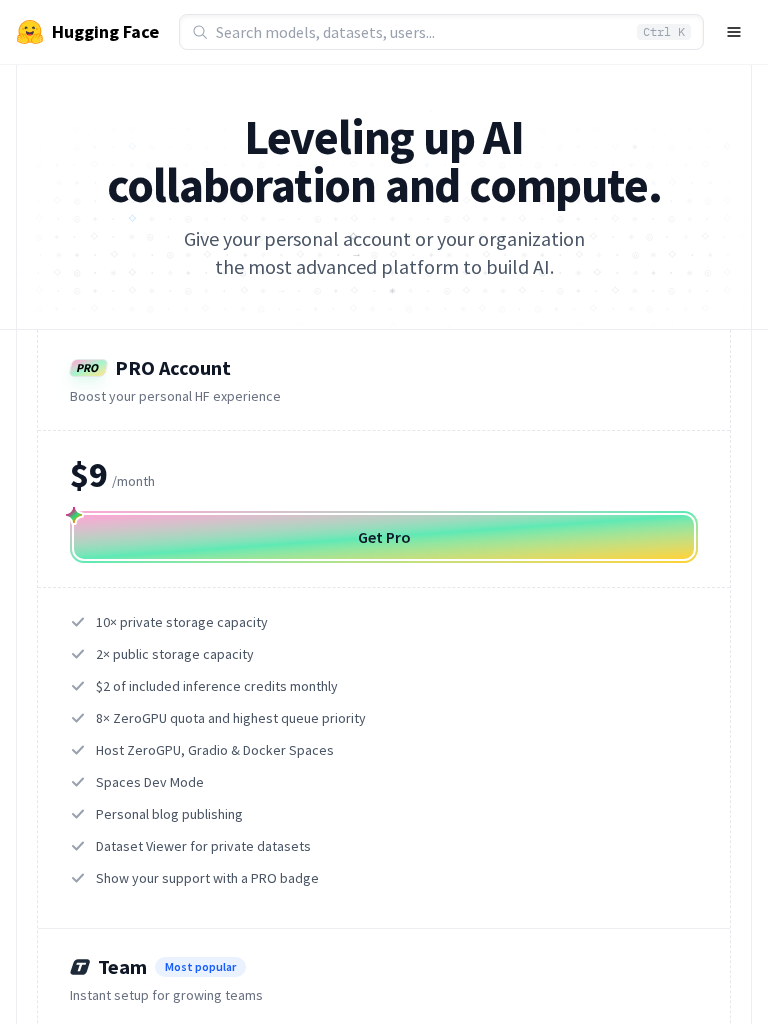 Hugging Face
Search models, datasets, users...
Ctrl K
Leveling up AI
collaboration and compute.
Give your personal account or your organization
the most advanced platform to build AI.
PRO PRO Account
Boost your personal HF experience
$9 /month
Get Pro
10× private storage capacity
2× public storage capacity
$2 of included inference credits monthly
8× ZeroGPU quota and highest queue priority
Host ZeroGPU, Gradio & Docker Spaces
Spaces Dev Mode
Personal blog publishing
Dataset Viewer for private datasets
Show your support with a PRO badge
T Team Most popular
Instant setup for growing teams